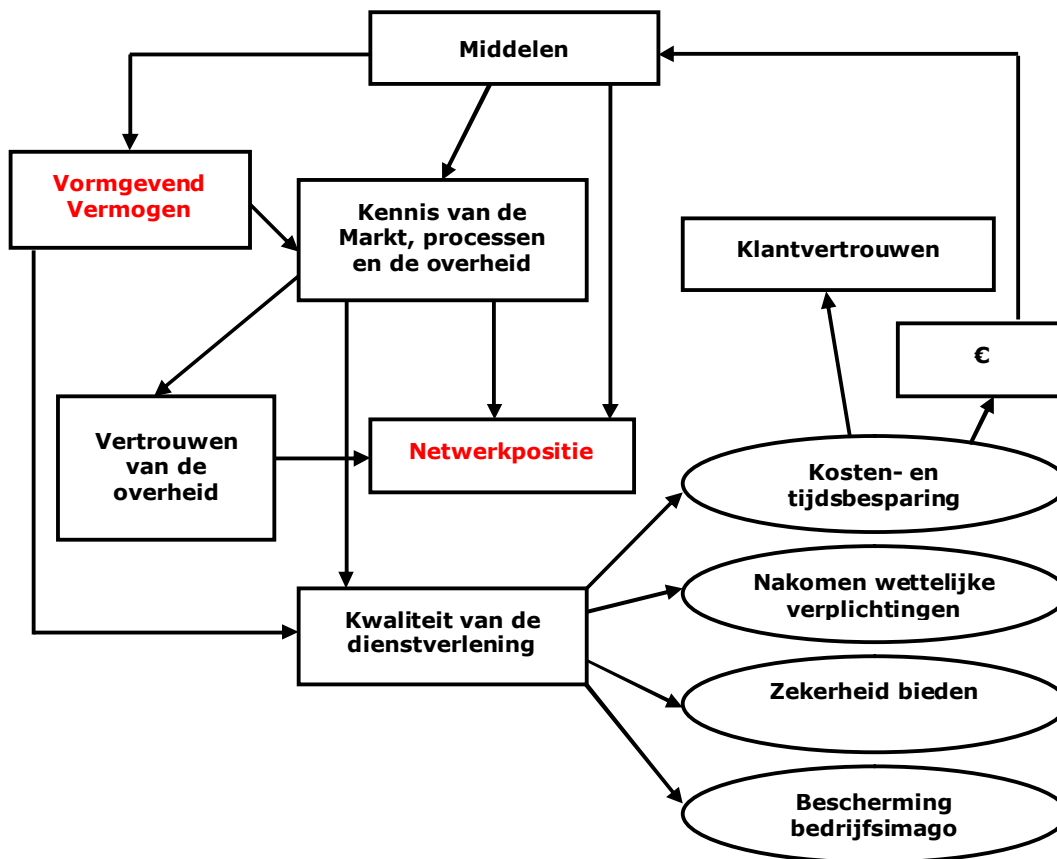 Middelen
Vormgevend
Vermogen
Kennis van de
Markt, processen
en de overheid
Klantvertrouwen
€
Vertrouwen
van de
overheid
Netwerkpositie
Kosten- en
tijdsbesparing
Nakomen wettelijke
verplichtingen
Kwaliteit van de
dienstverlening
Zekerheid bieden
Bescherming
bedrijfsimago